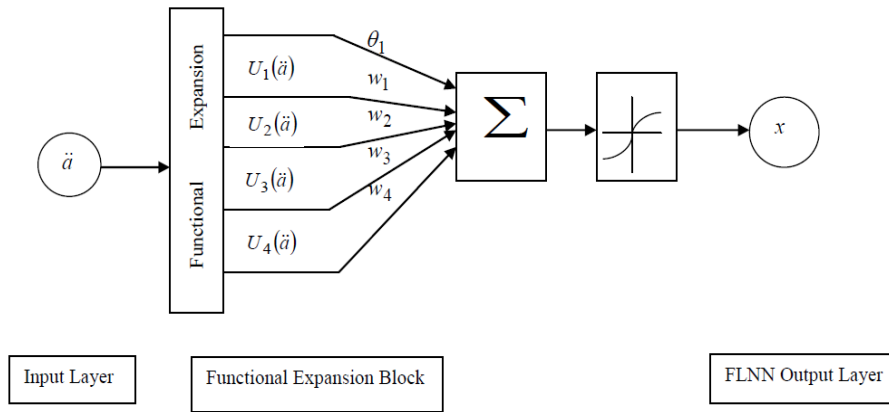 θ1
U1(ä)
w1
U2(ä)
w2
w3
U3(ä)
w4
U4(ä)
ä
Expansion
Functional
Σ
x
Input Layer
Functional Expansion Block
FLNN Output Layer